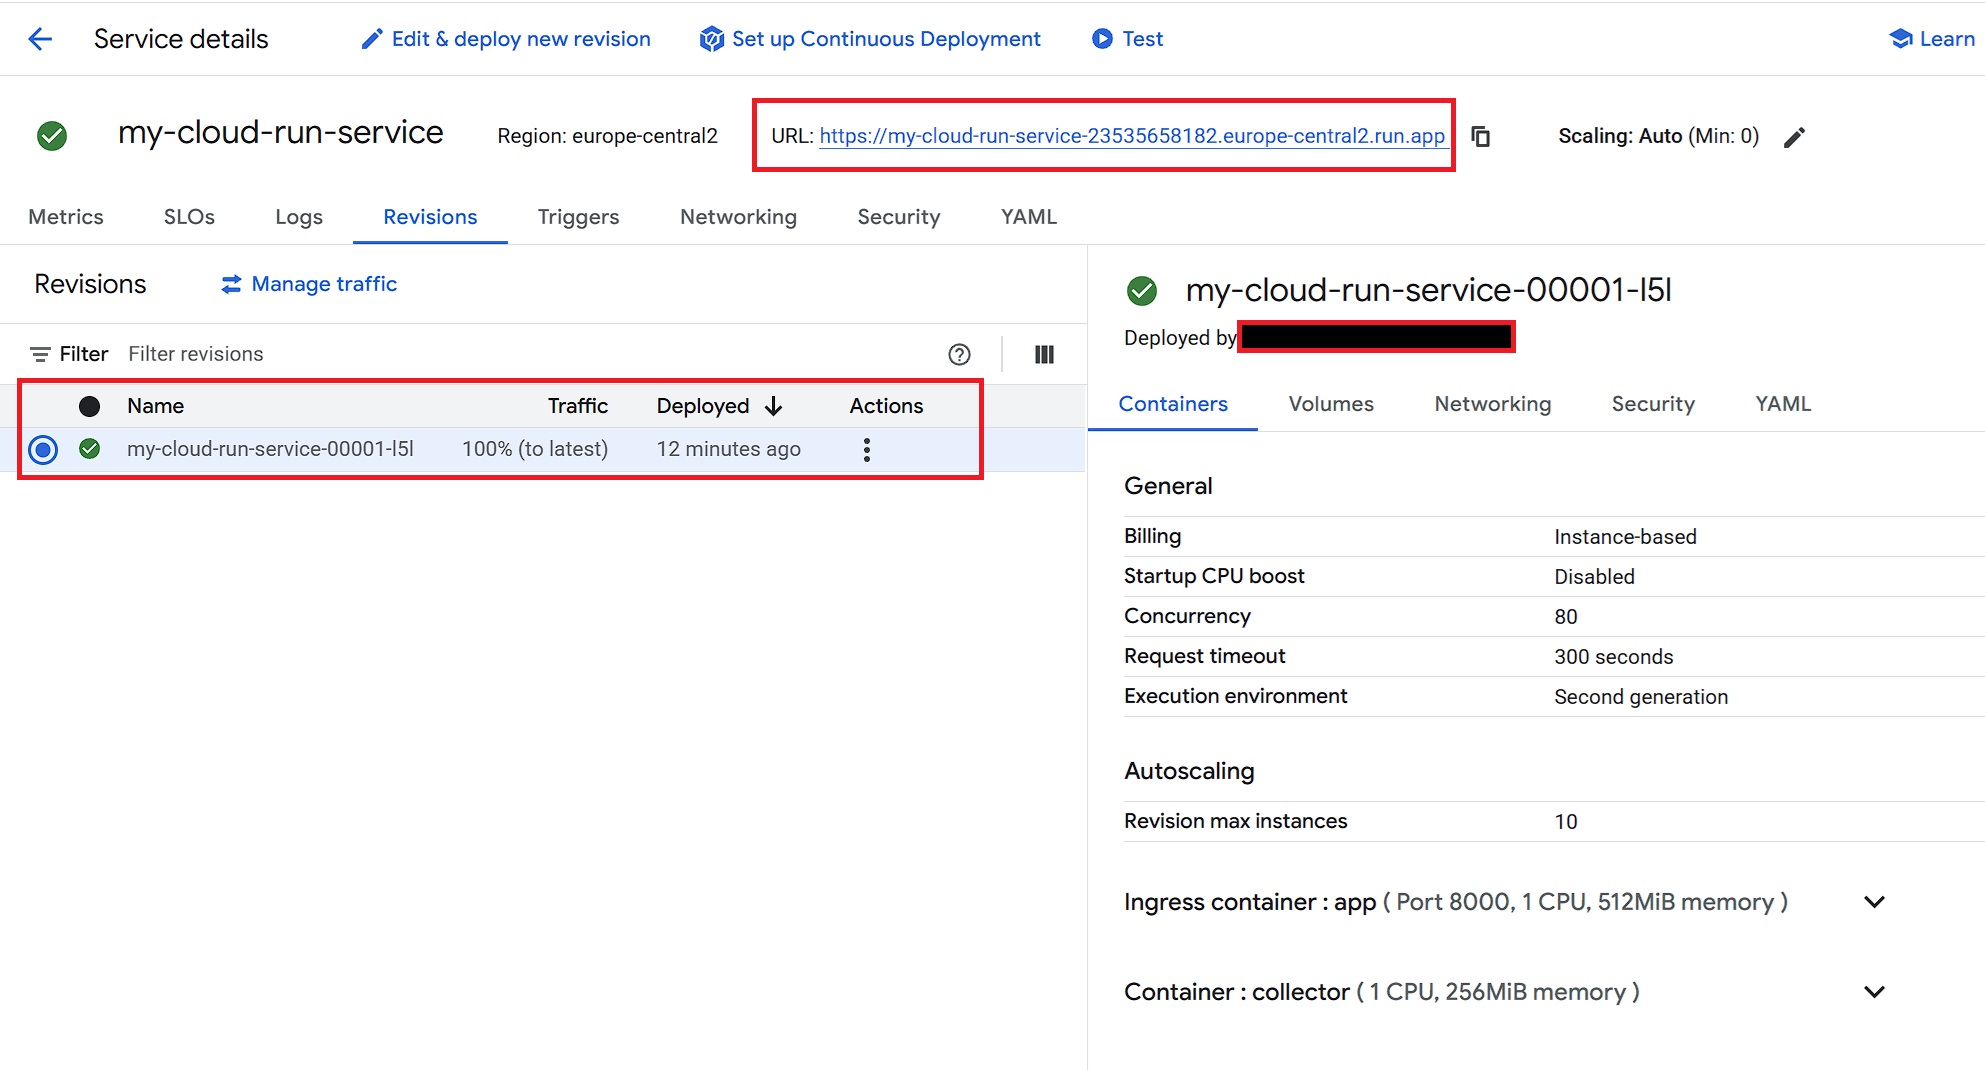 Service details Edit & deploy new revision Set up Continuous Deployment Test Learn
my-cloud-run-service Region: europe-central2 URL: https://my-cloud-run-service-23535658182.europe-central2.run.app Scaling: Auto (Min: 0)
Metrics SLOs Logs Revisions Triggers Networking Security YAML
Revisions Manage traffic
Filter Filter revisions
Name Traffic Deployed Actions
my-cloud-run-service-00001-l5l 100% (to latest) 12 minutes ago
my-cloud-run-service-00001-l5l
Deployed by
Containers Volumes Networking Security YAML
General
Billing Instance-based
Startup CPU boost Disabled
Concurrency 80
Request timeout 300 seconds
Execution environment Second generation
Autoscaling
Revision max instances 10
Ingress container : app ( Port 8000, 1 CPU, 512MiB memory )
Container : collector ( 1 CPU, 256MiB memory )